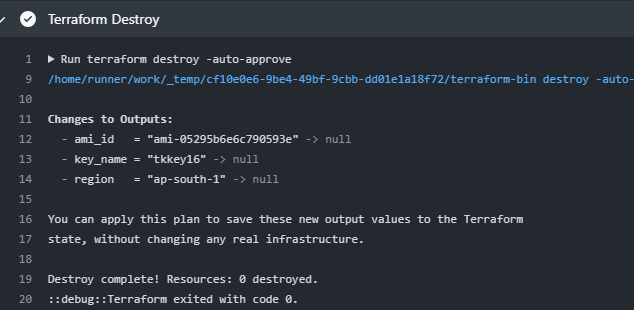 Terraform Destroy
1 ▶ Run terraform destroy -auto-approve
9 /home/runner/work/_temp/cf10e0e6-9be4-49bf-9cbb-dd01e1a18f72/terraform-bin destroy -auto-
10
11 Changes to Outputs:
12 - ami_id = "ami-05295b6e6c790593e" -> null
13 - key_name = "tkkey16" -> null
14 - region = "ap-south-1" -> null
15
16 You can apply this plan to save these new output values to the Terraform
17 state, without changing any real infrastructure.
18
19 Destroy complete! Resources: 0 destroyed.
20 ::debug::Terraform exited with code 0.